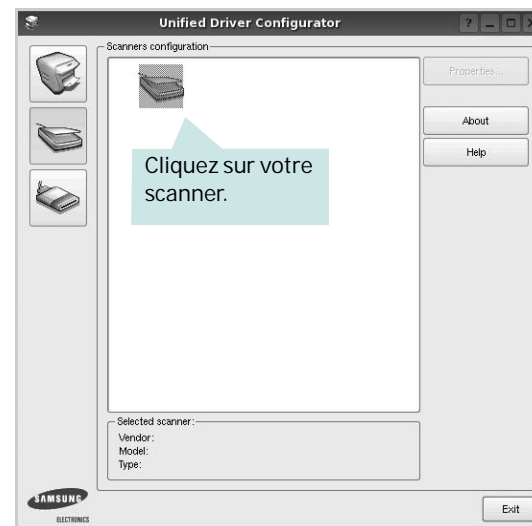 Unified Driver Configurator
Scanners configuration
Properties...
About
Help
Cliquez sur votre
scanner.
Selected scanner:
Vendor:
Model:
Type:
SAMSUNG
ELECTRONICS
Exit